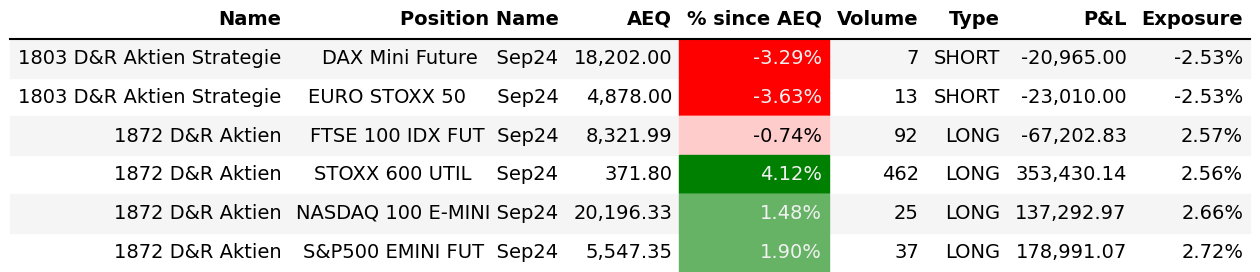 Name Position Name AEQ % since AEQ Volume Type P&L Exposure
1803 D&R Aktien Strategie DAX Mini Future Sep24 18,202.00 -3.29% 7 SHORT -20,965.00 -2.53%
1803 D&R Aktien Strategie EURO STOXX 50 Sep24 4,878.00 -3.63% 13 SHORT -23,010.00 -2.53%
1872 D&R Aktien FTSE 100 IDX FUT Sep24 8,321.99 -0.74% 92 LONG -67,202.83 2.57%
1872 D&R Aktien STOXX 600 UTIL Sep24 371.80 4.12% 462 LONG 353,430.14 2.56%
1872 D&R Aktien NASDAQ 100 E-MINI Sep24 20,196.33 1.48% 25 LONG 137,292.97 2.66%
1872 D&R Aktien S&P500 EMINI FUT Sep24 5,547.35 1.90% 37 LONG 178,991.07 2.72%